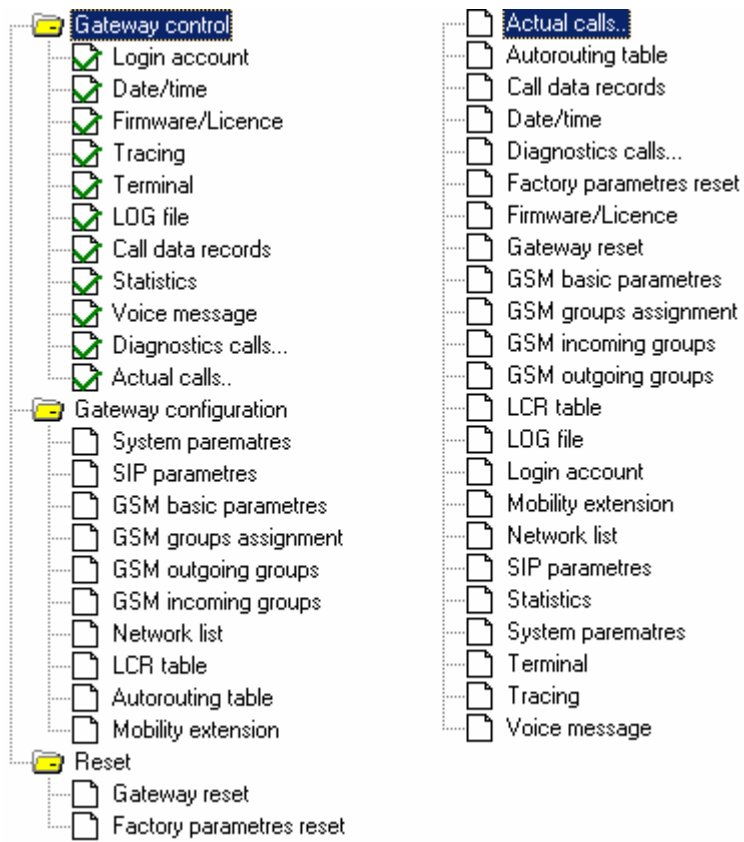 Gateway control
Login account
Date/time
Firmware/Licence
Tracing
Terminal
LOG file
Call data records
Statistics
Voice message
Diagnostics calls...
Actual calls..
Gateway configuration
System parematres
SIP parametres
GSM basic parametres
GSM groups assignment
GSM outgoing groups
GSM incoming groups
Network list
LCR table
Autorouting table
Mobility extension
Reset
Gateway reset
Factory parametres reset
Actual calls..
Autorouting table
Call data records
Date/time
Diagnostics calls...
Factory parametres reset
Firmware/Licence
Gateway reset
GSM basic parametres
GSM groups assignment
GSM incoming groups
GSM outgoing groups
LCR table
LOG file
Login account
Mobility extension
Network list
SIP parametres
Statistics
System parematres
Terminal
Tracing
Voice message